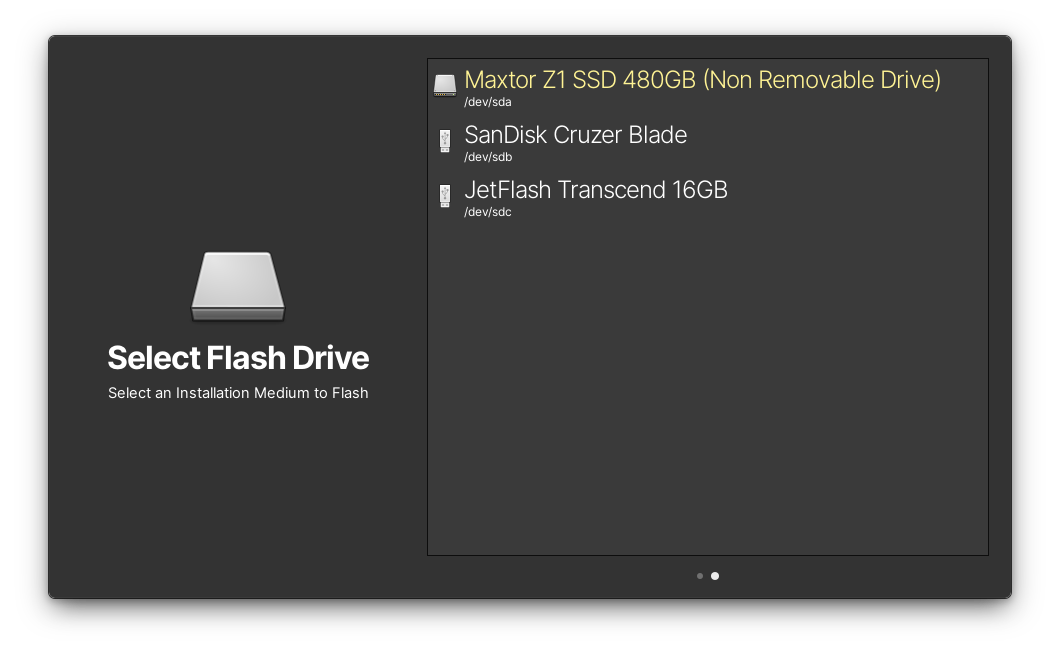 Maxtor Z1 SSD 480GB (Non Removable Drive)
/dev/sda
SanDisk Cruzer Blade
/dev/sdb
JetFlash Transcend 16GB
/dev/sdc
Select Flash Drive
Select an Installation Medium to Flash